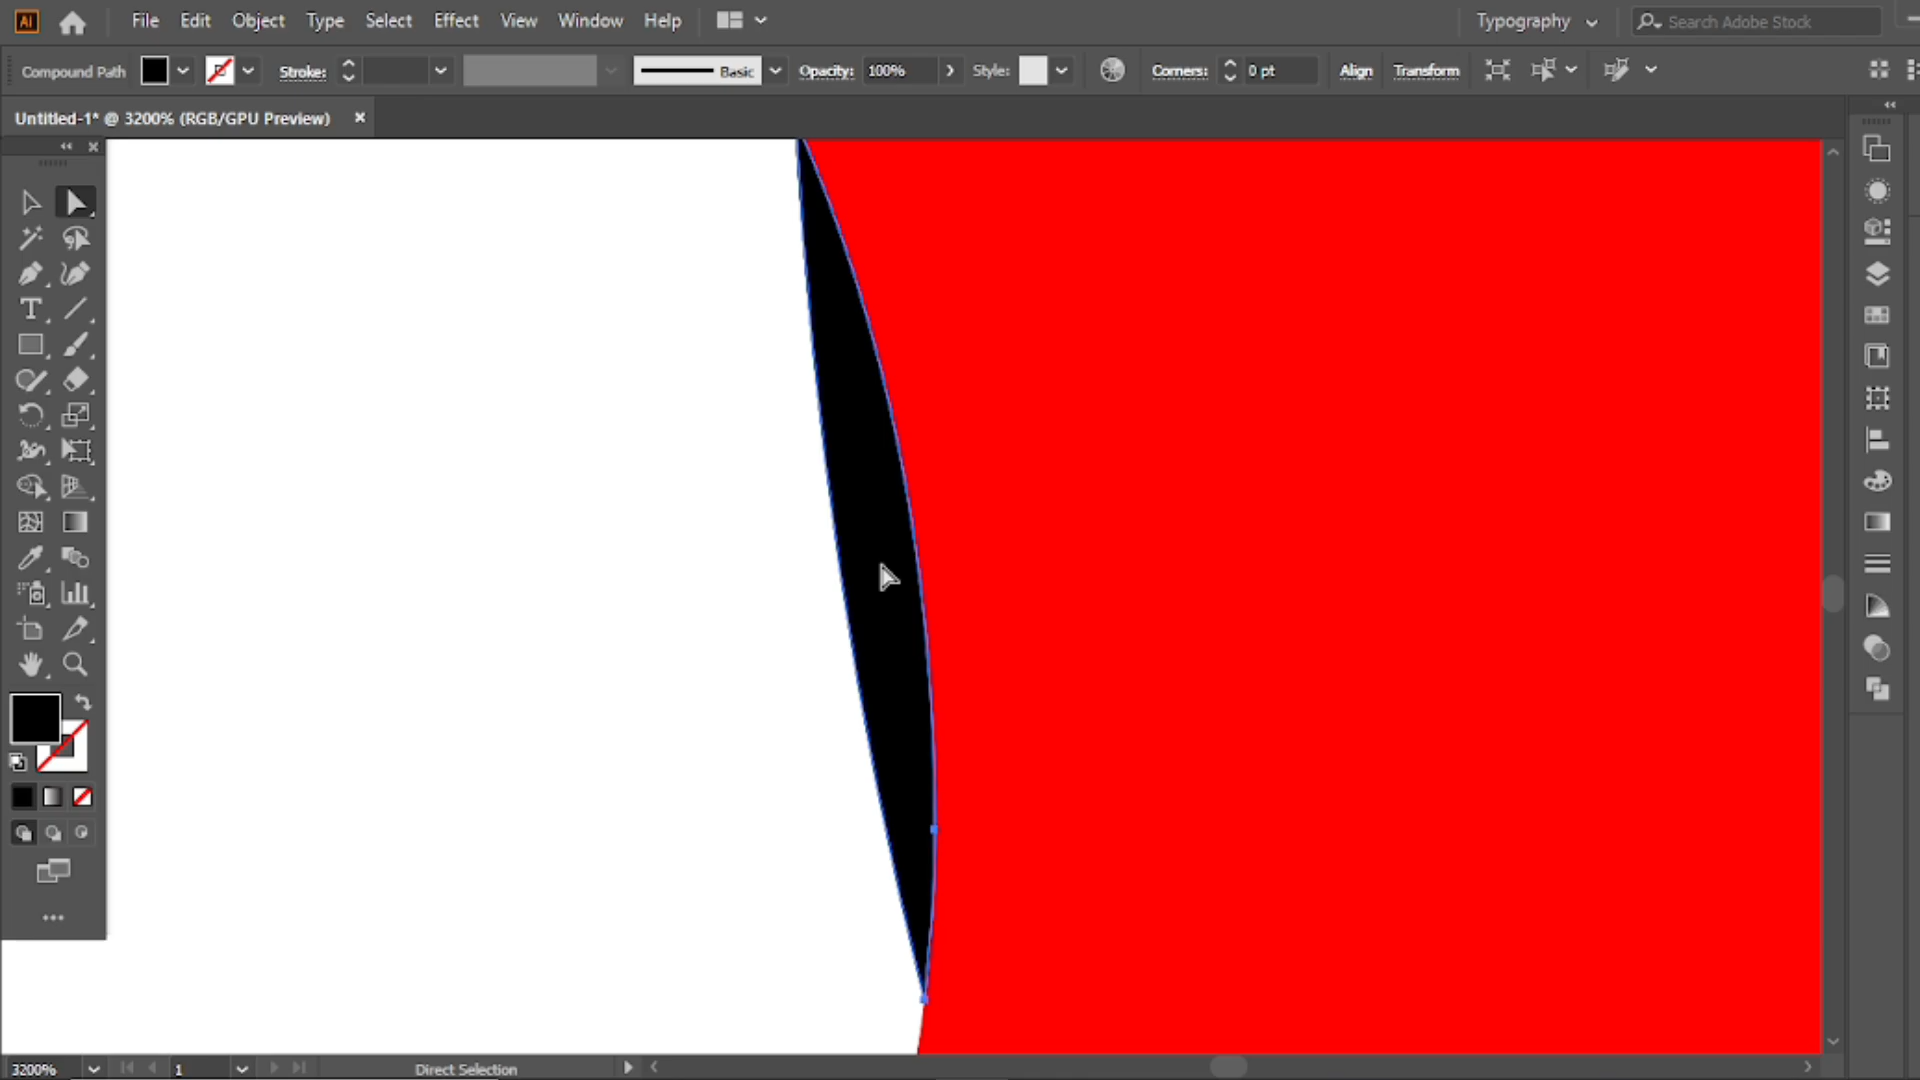 Ai File Edit Object Type Select Effect View Window Help Typography Search Adobe Stock
Compound Path Stroke: Basic Opacity: 100% Style: Corners: 0 pt Align Transform
Untitled-1* @ 3200% (RGB/GPU Preview) ×
3200% 1 Direct Selection